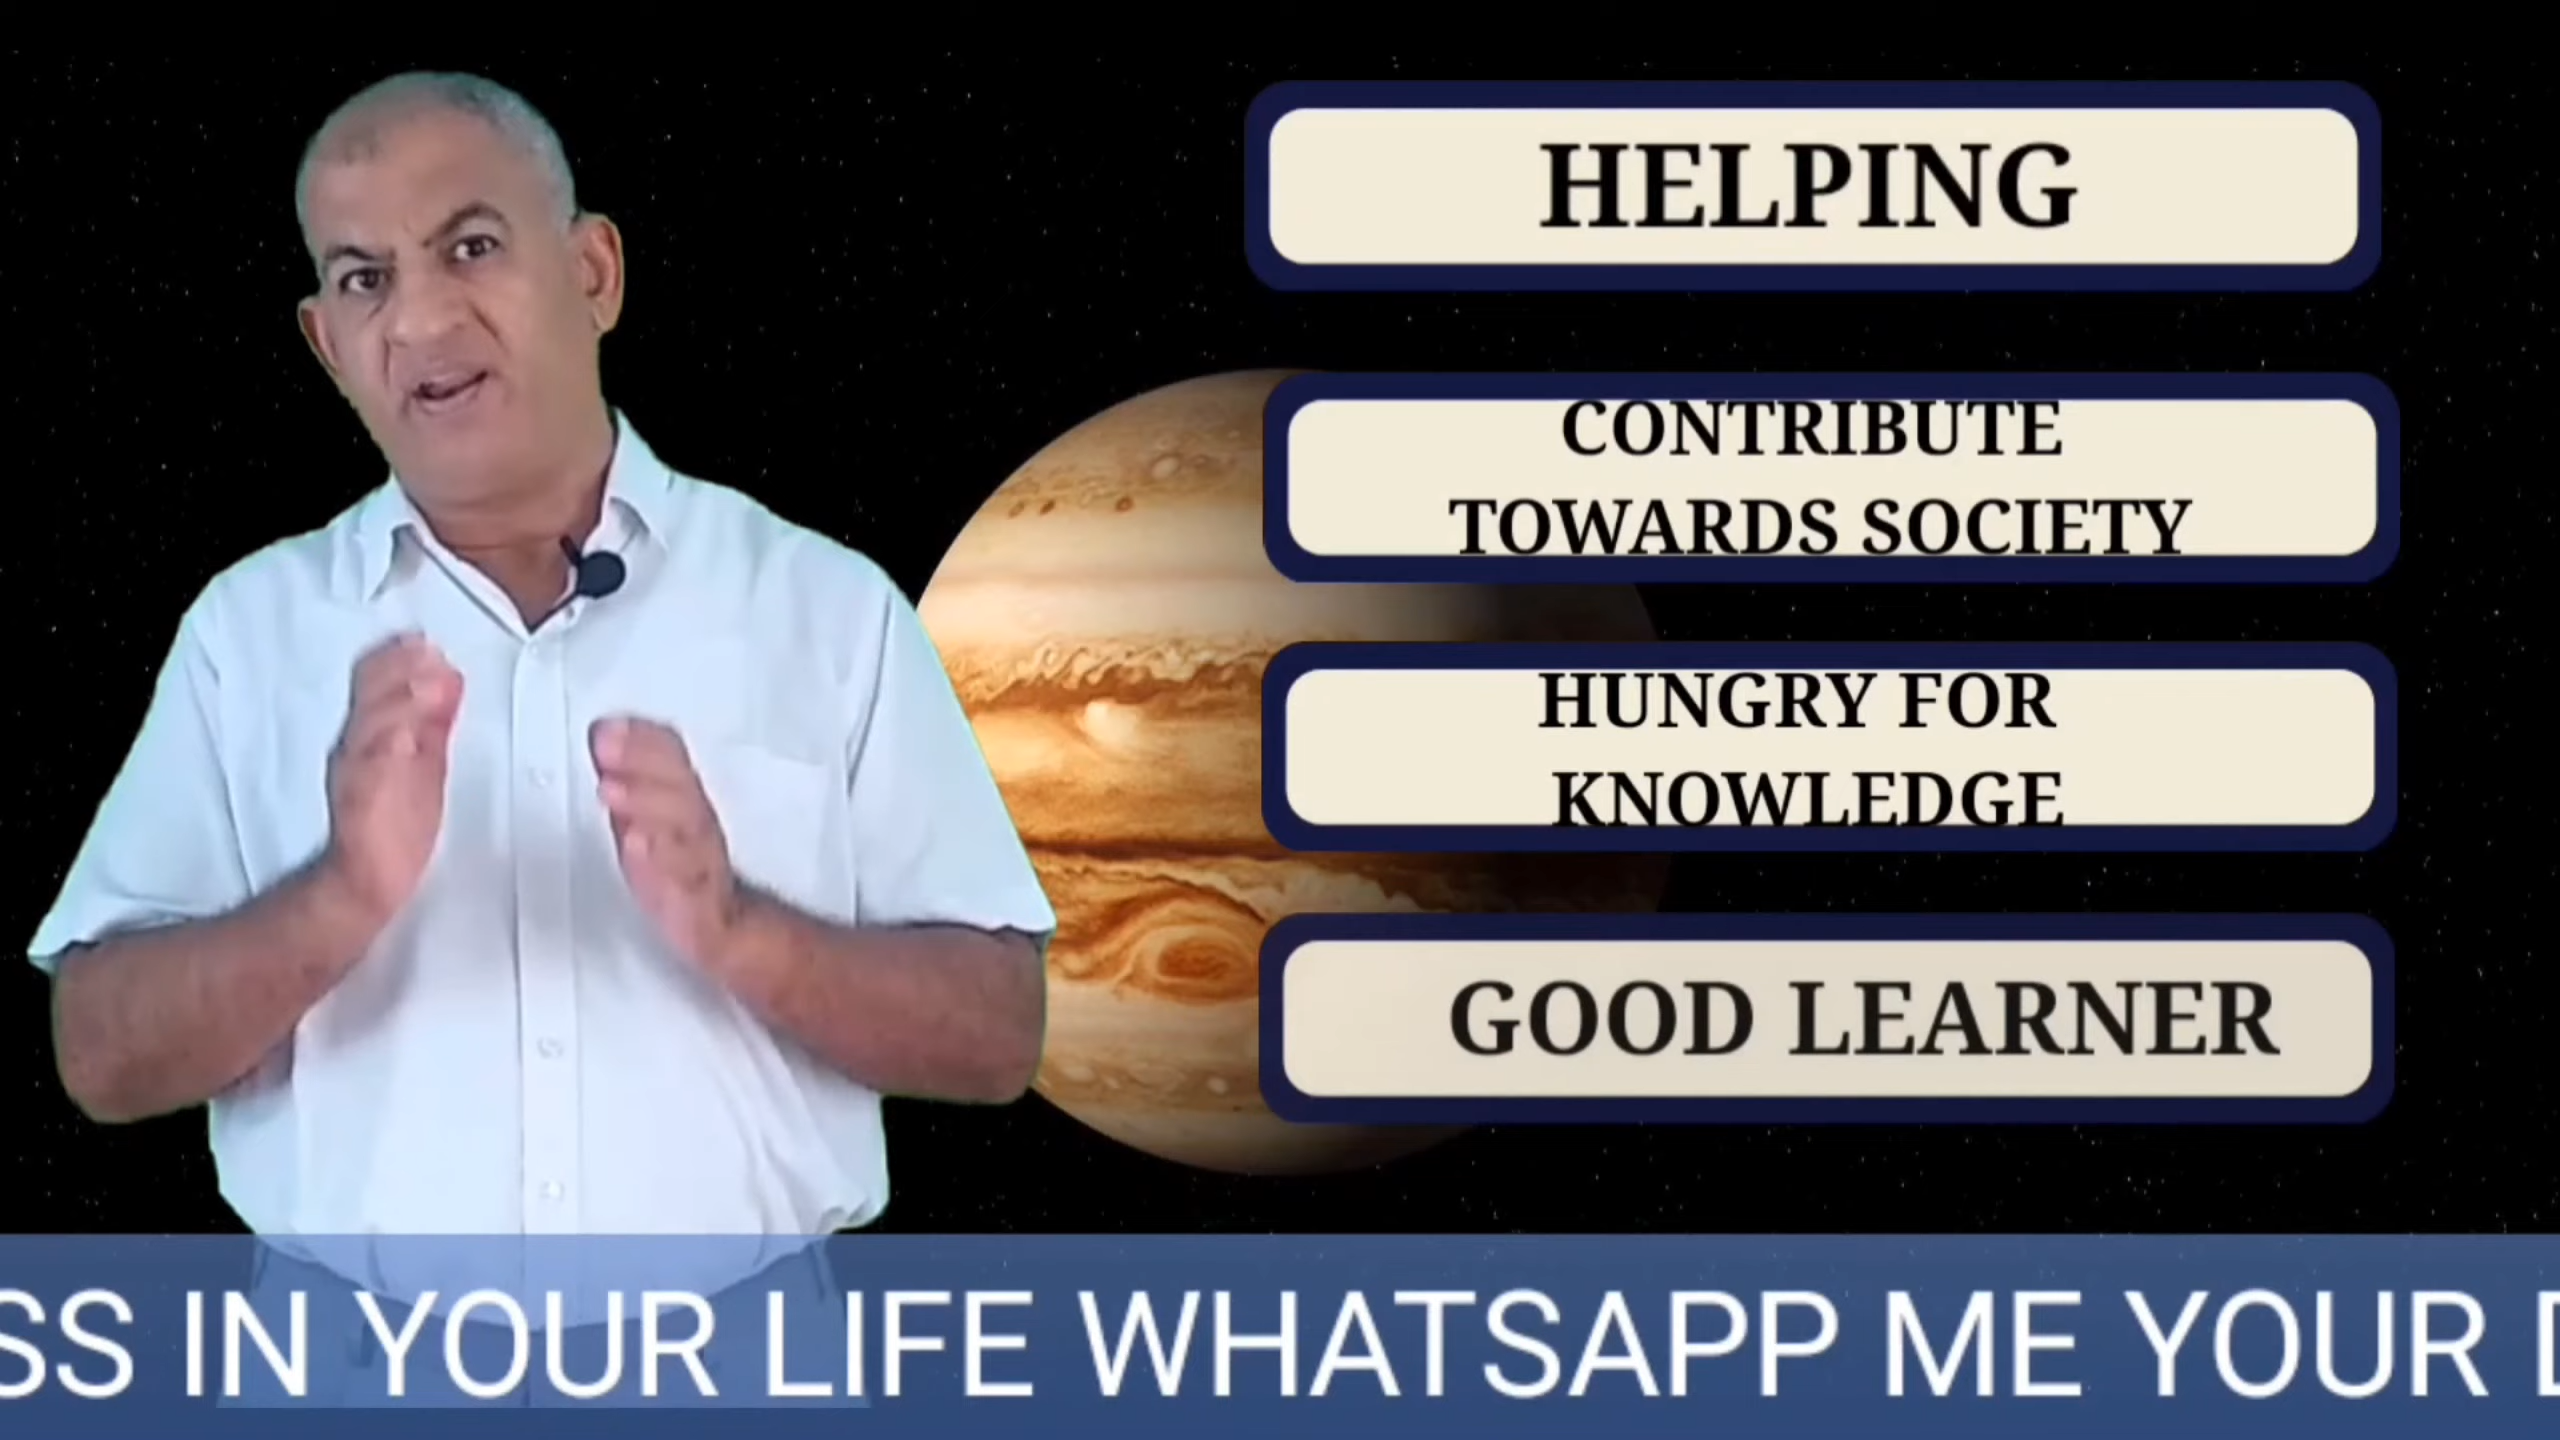 HELPING
CONTRIBUTE
TOWARDS SOCIETY
HUNGRY FOR
KNOWLEDGE
GOOD LEARNER
SS IN YOUR LIFE WHATSAPP ME YOUR D